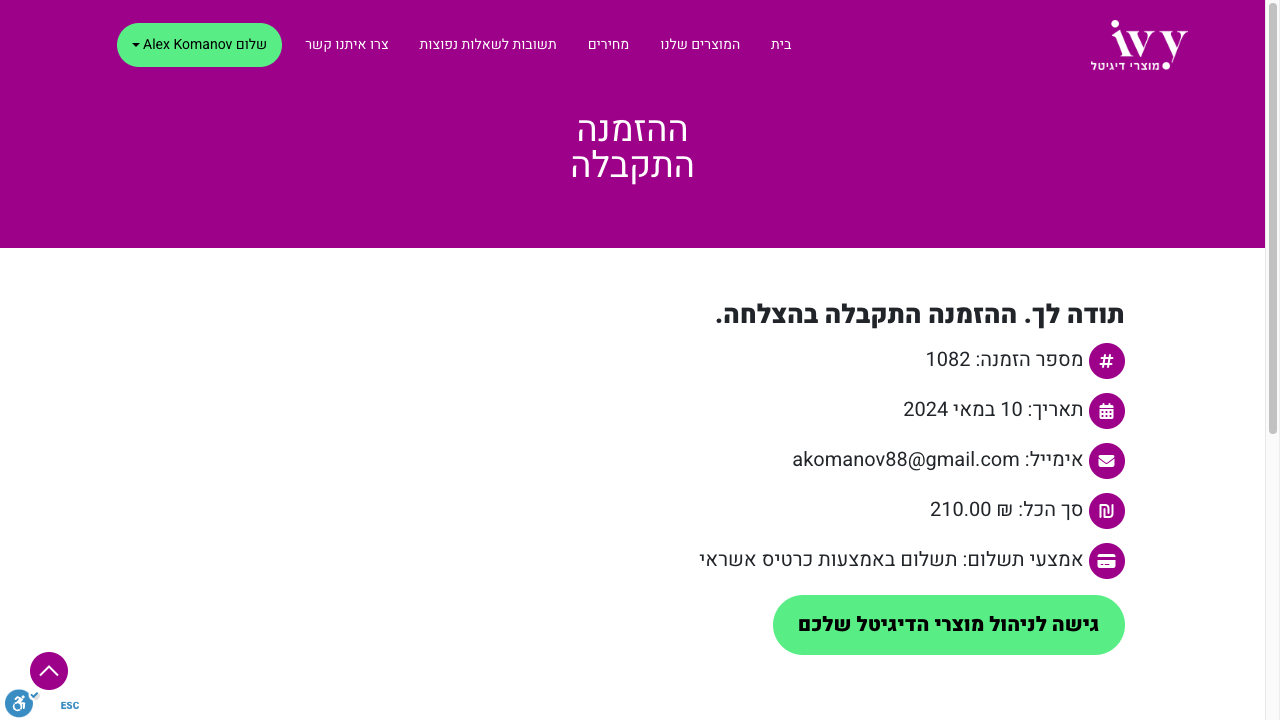 ivy
מוצרי דיגיטל
בית
המוצרים שלנו
מחירים
תשובות לשאלות נפוצות
צרו איתנו קשר
שלום Alex Komanov
ההזמנה
התקבלה
תודה לך. ההזמנה התקבלה בהצלחה.
מספר הזמנה: 1082
תאריך: 10 במאי 2024
אימייל: akomanov88@gmail.com
סך הכל: ₪ 210.00
אמצעי תשלום: תשלום באמצעות כרטיס אשראי
גישה לניהול מוצרי הדיגיטל שלכם
ESC